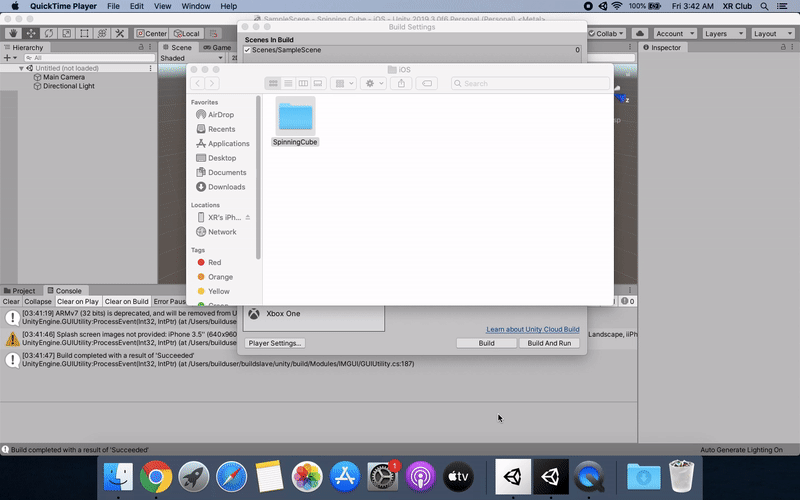 QuickTime Player File Edit View Window Help
100% Fri 3:42 AM XR Club
SampleScene - Spinning Cube - iOS - Unity 2019.3.0f6 Personal (Personal) <Metal>
Build Settings
Center Local
Collab Account Layers Layout
Hierarchy
Scene Game
Inspector
All
Shaded
Untitled (not loaded)
Main Camera
Directional Light
Scenes In Build
Scenes/SampleScene 0
iOS
Search
Favorites
AirDrop
Recents
Applications
Desktop
Documents
Downloads
Locations
XR's iPh...
Network
Tags
Red
Orange
Yellow
SpinningCube
z
Project Console
Clear Collapse Clear on Play Clear on Build Error Paus
0
[03:41:19] ARMv7 (32 bits) is deprecated, and will be removed from U
UnityEngine.GUIUtility:ProcessEvent(Int32, IntPtr) (at /Users/builduse
[03:41:46] Splash screen images not provided: iPhone 3.5" (640x960
Landscape, iiPh
UnityEngine.GUIUtility:ProcessEvent(Int32, IntPtr) (at /Users/builduse
[03:41:47] Build completed with a result of 'Succeeded'
UnityEngine.GUIUtility:ProcessEvent(Int32, IntPtr) (at /Users/builduser/buildslave/unity/build/Modules/IMGUI/GUIUtility.cs:187)
Xbox One
Learn about Unity Cloud Build
Player Settings... Build Build And Run
Build completed with a result of 'Succeeded'
Auto Generate Lighting On
1
tv